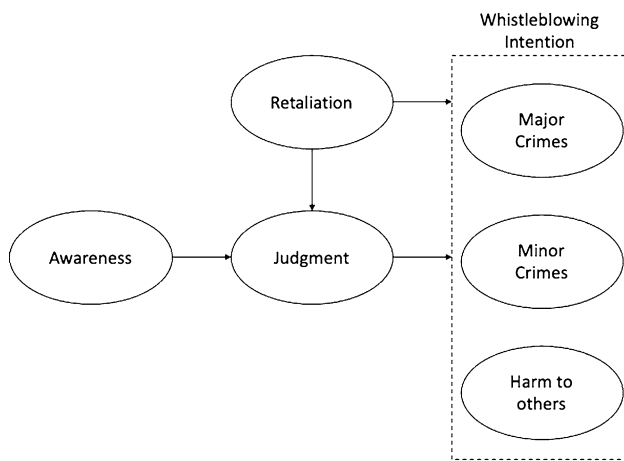 Whistleblowing
Intention
Retaliation
Major
Crimes
Awareness
Judgment
Minor
Crimes
Harm to
others